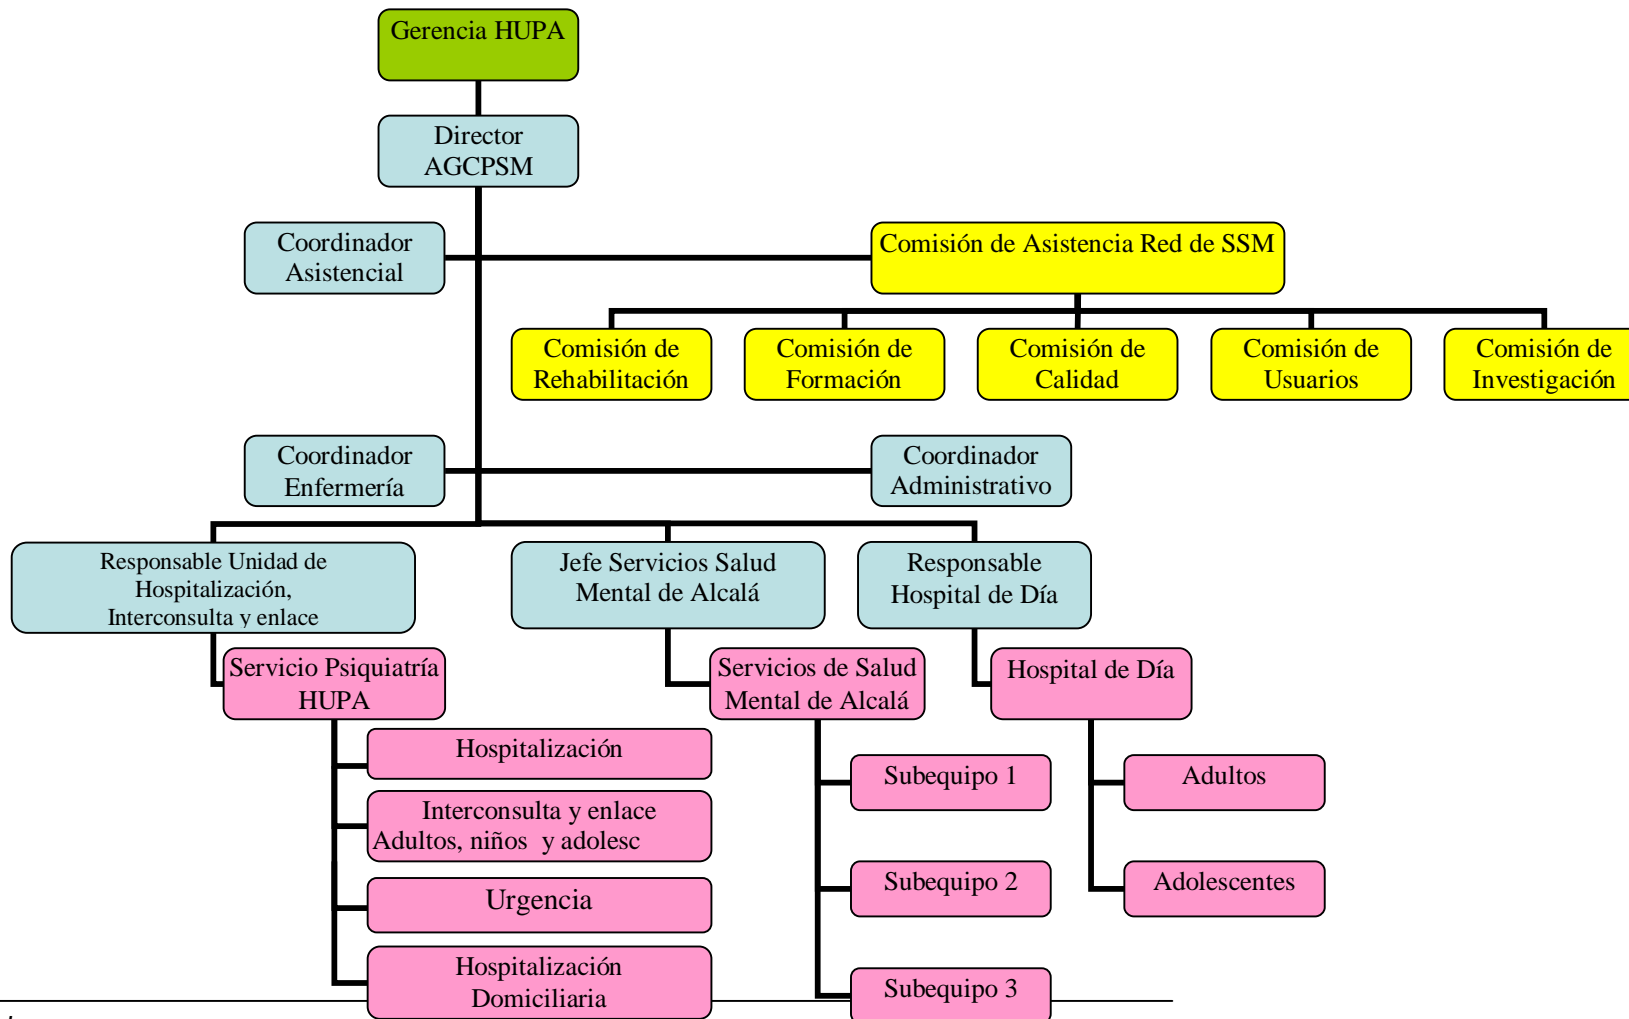 Gerencia HUPA
Director
AGCPSM
Coordinador
Asistencial
Comisión de Asistencia Red de SSM
Comisión de
Rehabilitación
Comisión de
Formación
Comisión de
Calidad
Comisión de
Usuarios
Comisión de
Investigación
Coordinador
Enfermería
Coordinador
Administrativo
Responsable Unidad de
Hospitalización,
Interconsulta y enlace
Jefe Servicios Salud
Mental de Alcalá
Responsable
Hospital de Día
Servicio Psiquiatría
HUPA
Servicios de Salud
Mental de Alcalá
Hospital de Día
Hospitalización
Interconsulta y enlace
Adultos, niños y adolesc
Urgencia
Hospitalización
Domiciliaria
Subequipo 1
Subequipo 2
Subequipo 3
Adultos
Adolescentes